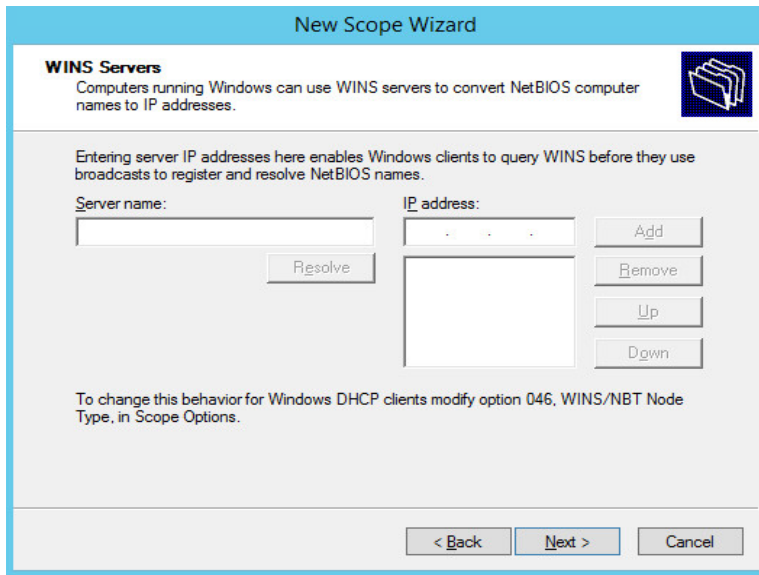 New Scope Wizard
WINS Servers
Computers running Windows can use WINS servers to convert NetBIOS computer
names to IP addresses.
Entering server IP addresses here enables Windows clients to query WINS before they use
broadcasts to register and resolve NetBIOS names.
Server name:
IP address:
Add
Resolve
Remove
Up
Down
To change this behavior for Windows DHCP clients modify option 046, WINS/NBT Node
Type, in Scope Options.
< Back
Next >
Cancel